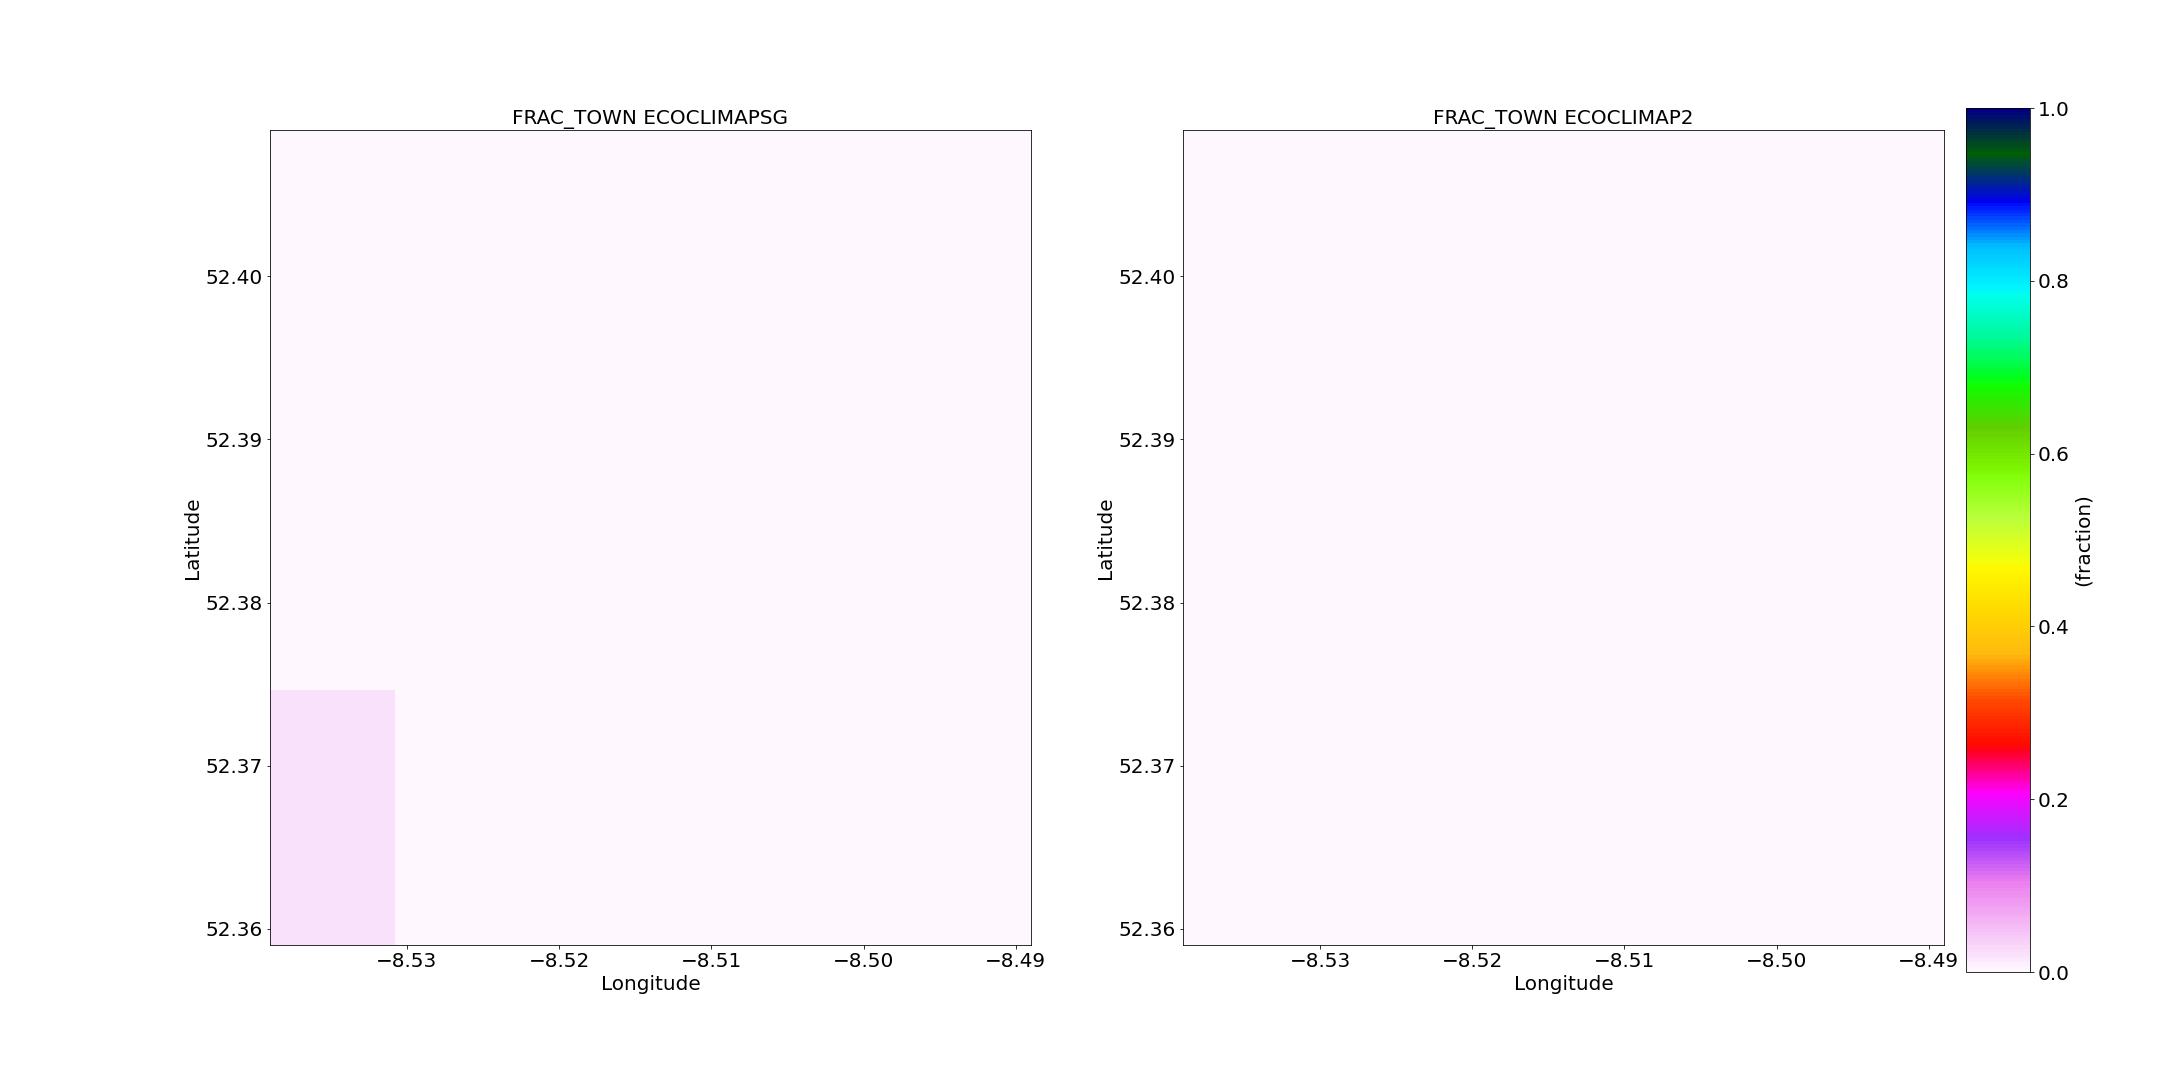 FRAC_TOWN ECOCLIMAPSG
52.40
52.39
52.38
52.37
52.36
Latitude
−8.53 −8.52 −8.51 −8.50 −8.49
Longitude
FRAC_TOWN ECOCLIMAP2
52.40
52.39
52.38
52.37
52.36
Latitude
−8.53 −8.52 −8.51 −8.50 −8.49
Longitude
1.0
0.8
0.6
0.4
0.2
0.0
(fraction)